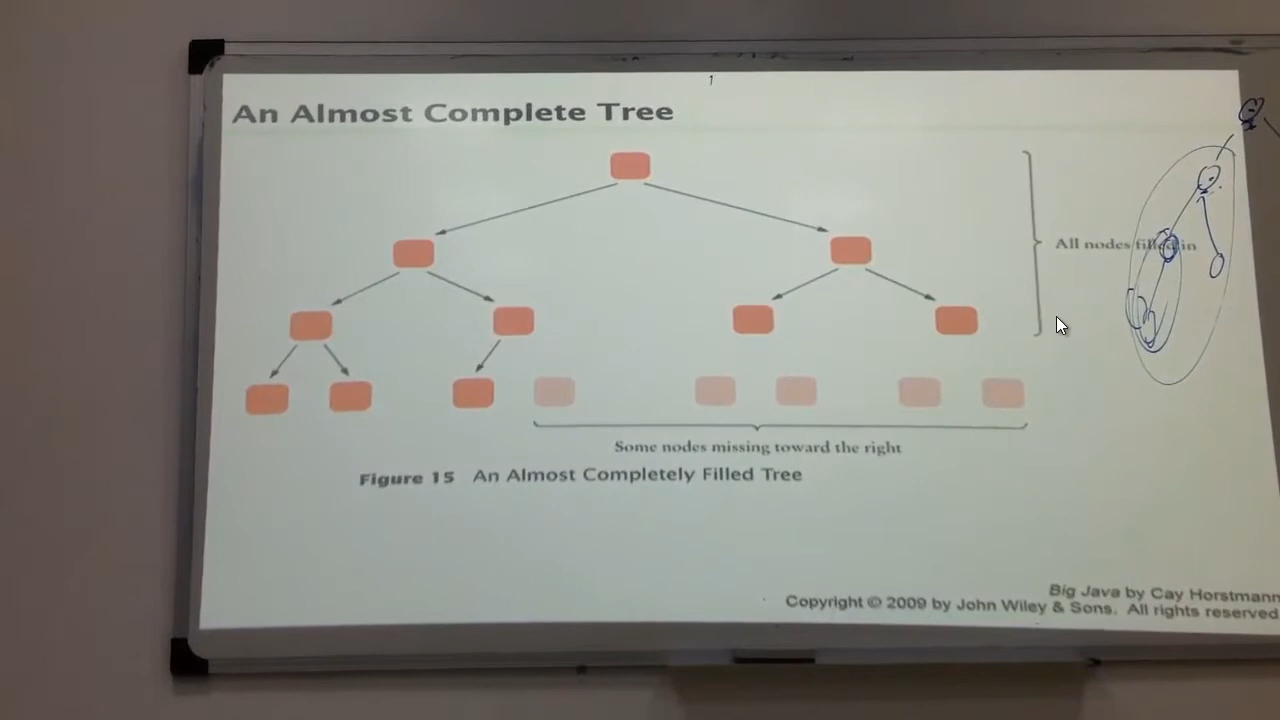 An Almost Complete Tree
All nodes filled in
Some nodes missing toward the right
Figure 15 An Almost Completely Filled Tree
Big Java by Cay Horstmann
Copyright © 2009 by John Wiley & Sons. All rights reserved